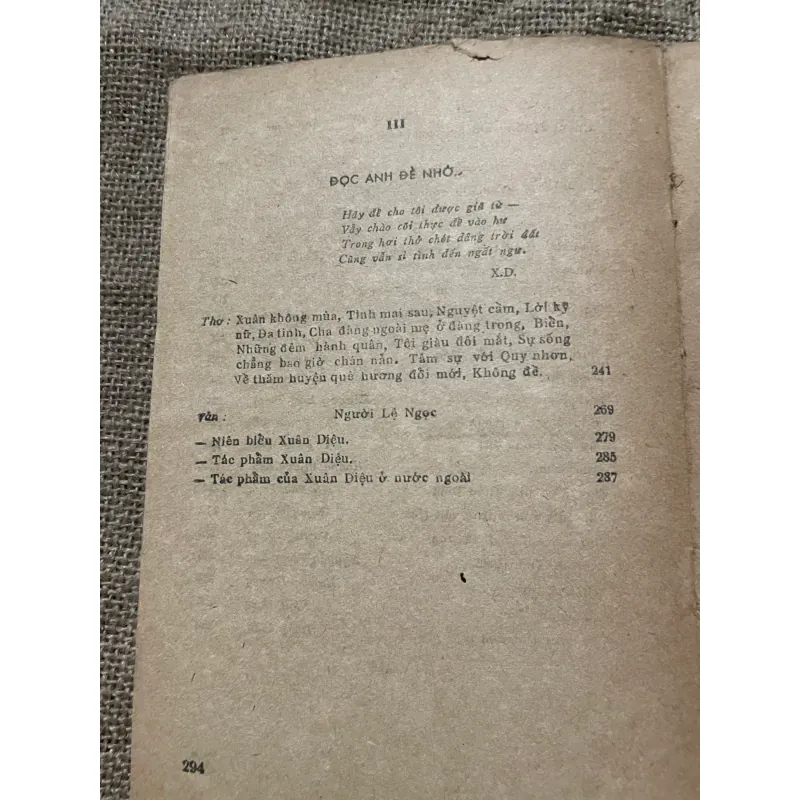 III
ĐỌC ANH ĐỂ NHỚ..
Hãy để cho tôi được giã từ —
Vẫy chào cõi thực để vào hư
Trong hơi thở chót dâng trời đất
Cũng vẫn si tình đến ngất ngư.
X.D.
Thơ: Xuân không mùa, Tình mai sau, Nguyệt cầm, Lời kỹ
nữ, Đa tình, Cha đàng ngoài mẹ ở đàng trong, Biển,
Những đêm hành quân, Tôi giàu đôi mắt, Sự sống
chẳng bao giờ chán nản. Tâm sự với Quy nhơn,
Về thăm huyện quê hương đổi mới, Không đề. 241
Văn: Người Lệ Ngọc 269
— Niên biểu Xuân Diệu. 279
— Tác phẩm Xuân Diệu. 285
— Tác phẩm của Xuân Diệu ở nước ngoài 287
294